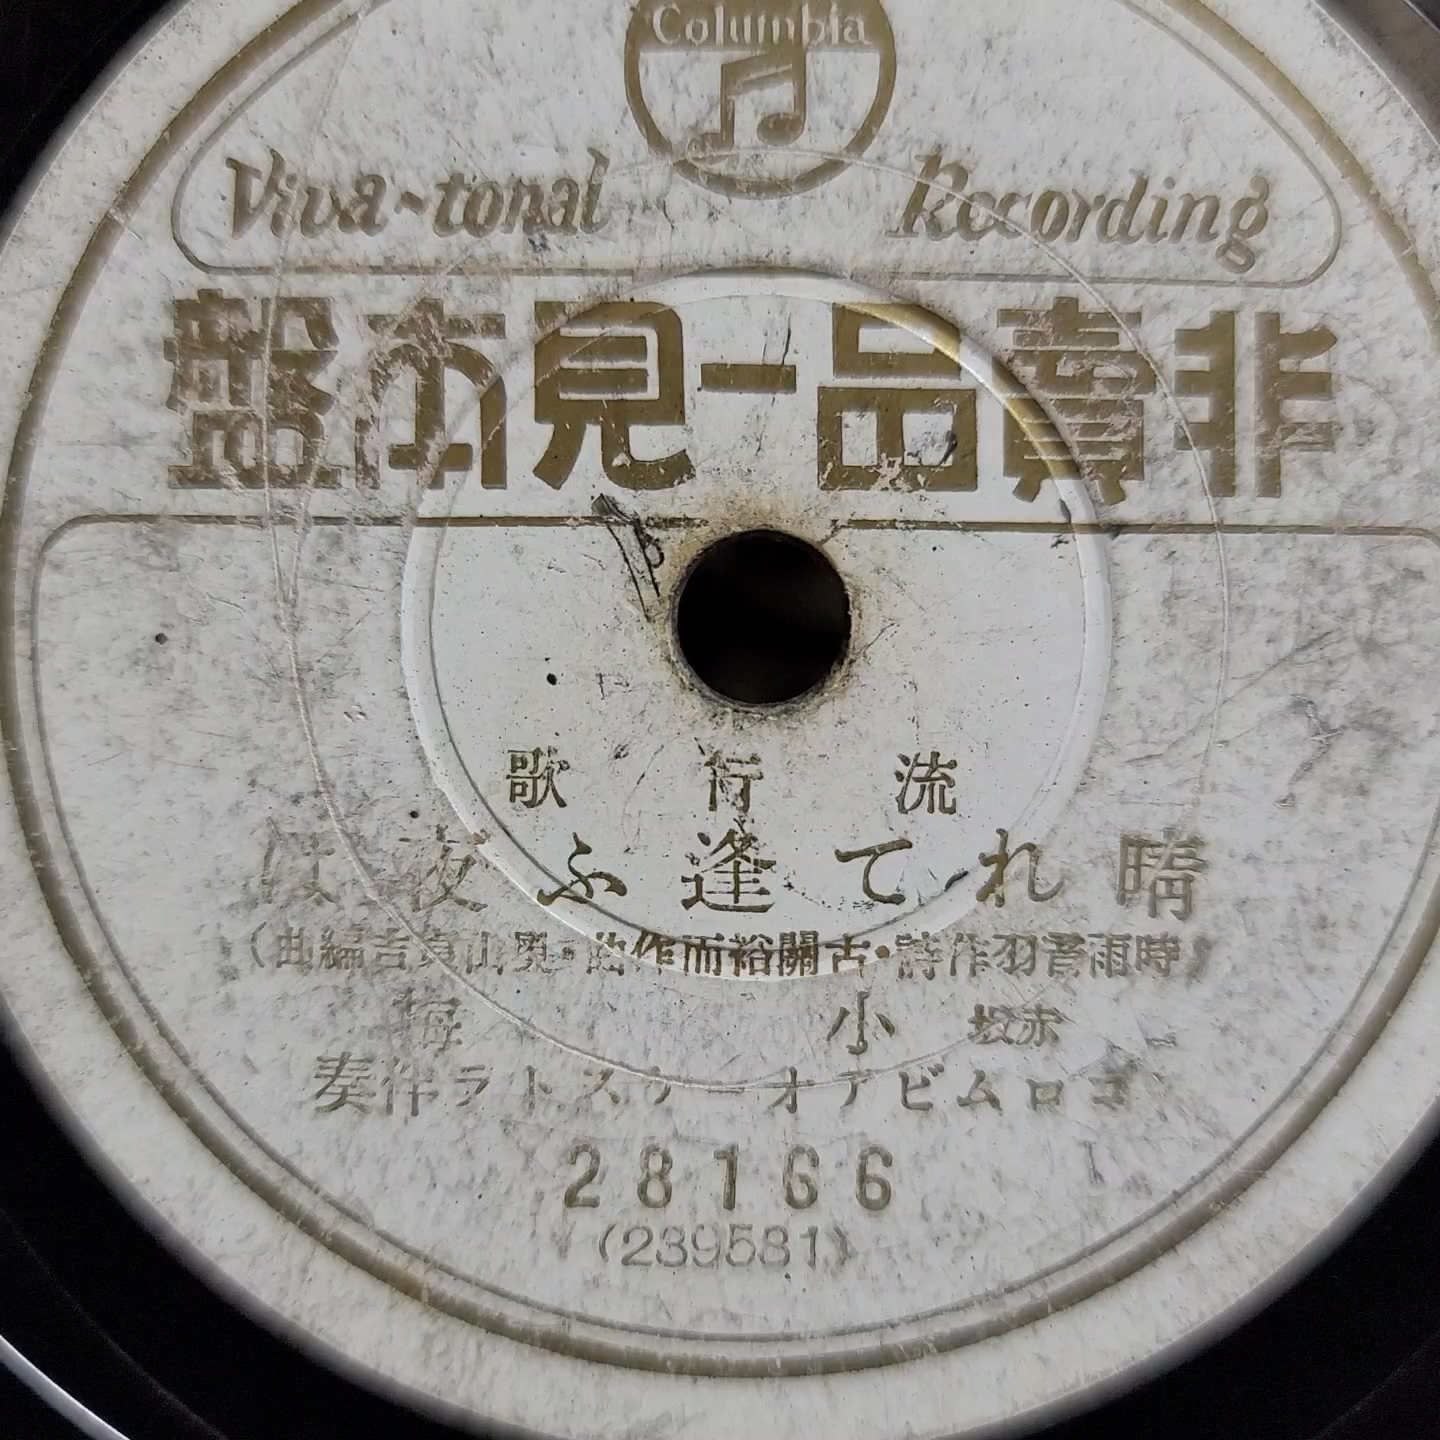 Columbia
Viva-tonal Recording
非賣品—見本盤
流行歌
晴れて逢ふ夜は
(時雨音羽作詩・古關裕而作曲・奥山貞吉編曲)
赤坂 小梅
コロムビアオーケストラ伴奏
28166
(239581)